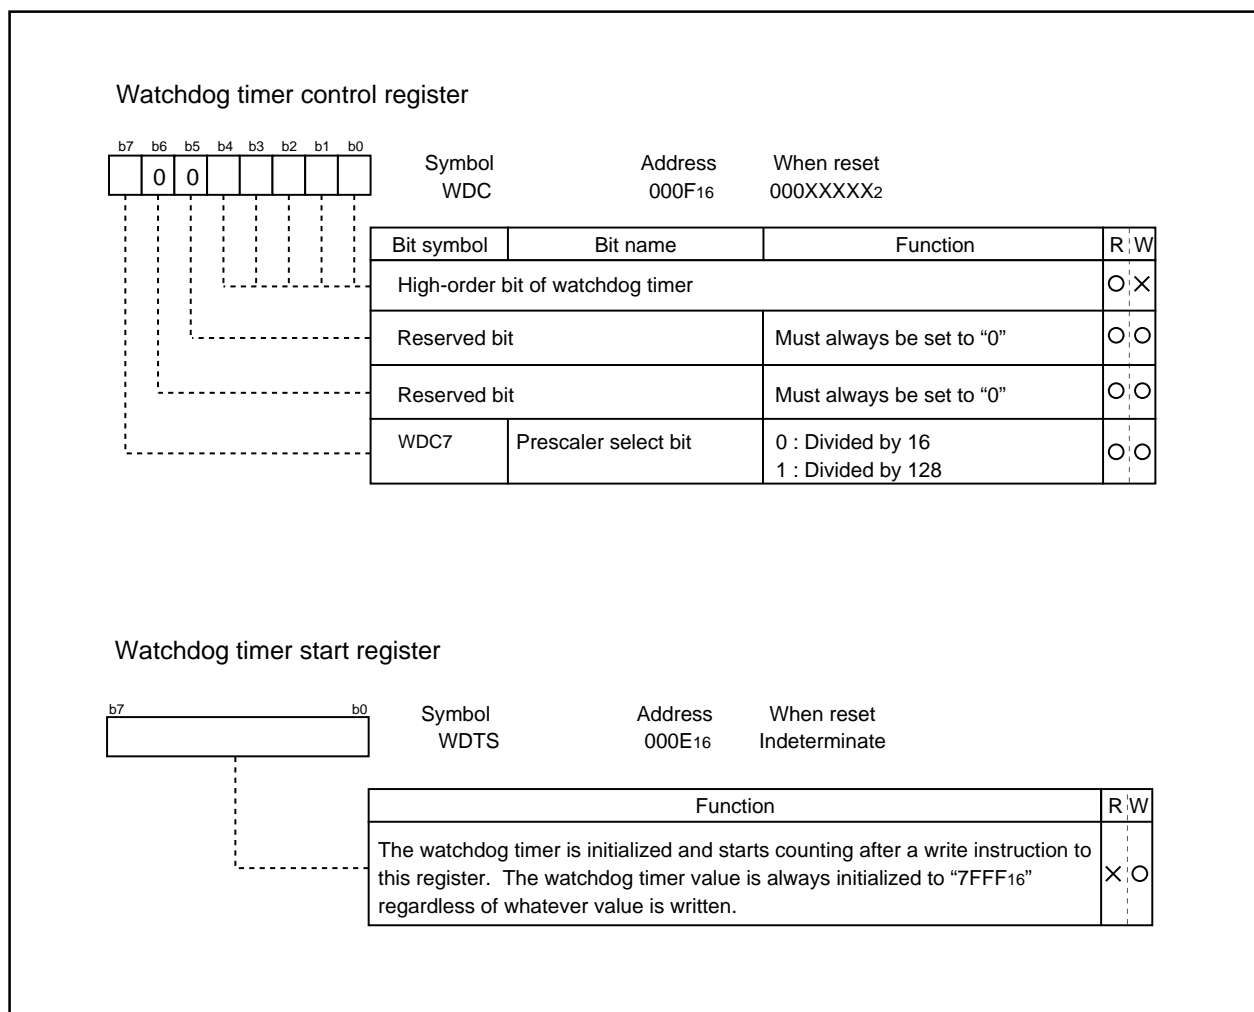 Watchdog timer control register
b7 b6 b5 b4 b3 b2 b1 b0
0 0
Symbol Address When reset
WDC 000F16 000XXXXX2
Bit symbol Bit name Function R W
High-order bit of watchdog timer
Reserved bit Must always be set to “0”
Reserved bit Must always be set to “0”
WDC7 Prescaler select bit 0 : Divided by 16
1 : Divided by 128
Watchdog timer start register
b7 b0
Symbol Address When reset
WDTS 000E16 Indeterminate
Function R W
The watchdog timer is initialized and starts counting after a write instruction to
this register. The watchdog timer value is always initialized to “7FFF16”
regardless of whatever value is written.